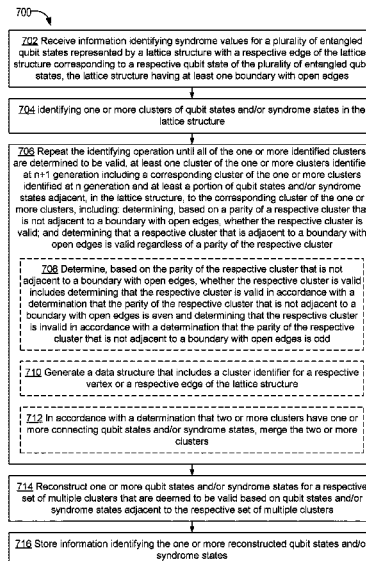 700
702 Receive information identifying syndrome values for a plurality of entangled
qubit states represented by a lattice structure with a respective edge of the lattice
structure corresponding to a respective qubit state of the plurality of entangled qub
states, the lattice structure having at least one boundary with open edges
704 identifying one or more clusters of qubit states and/or syndrome states in the
lattice structure
706 Repeat the identifying operation until all of the one or more identified clusters
are determined to be valid, at least one cluster of the one or more clusters identifie
at n+1 generation including a corresponding cluster of the one or more clusters
identified at n generation and at least a portion of qubit states and/or syndrome
states adjacent, in the lattice structure, to the corresponding cluster of the one or
more clusters, including: determining, based on a parity of a respective cluster tha
is not adjacent to a boundary with open edges, whether the respective cluster is
valid; and determining that a respective cluster that is adjacent to a boundary with
open edges is valid regardless of a parity of the respective cluster
708 Determine, based on the parity of the respective cluster that is not
adjacent to a boundary with open edges, whether the respective cluster is valid
includes determining that the respective cluster is valid in accordance with a
determination that the parity of the respective cluster that is not adjacent to a
boundary with open edges is even and determining that the respective cluster
is invalid in accordance with a determination that the parity of the respective
cluster that is not adjacent to a boundary with open edges is odd
710 Generate a data structure that includes a cluster identifier for a respective
vertex or a respective edge of the lattice structure
712 In accordance with a determination that two or more clusters have one or
more connecting qubit states and/or syndrome states, merge the two or more
clusters
714 Reconstruct one or more qubit states and/or syndrome states for a respective
set of multiple clusters that are deemed to be valid based on qubit states and/or
syndrome states adjacent to the respective set of multiple clusters
716 Store information identifying the one or more reconstructed qubit states and/o
syndrome states